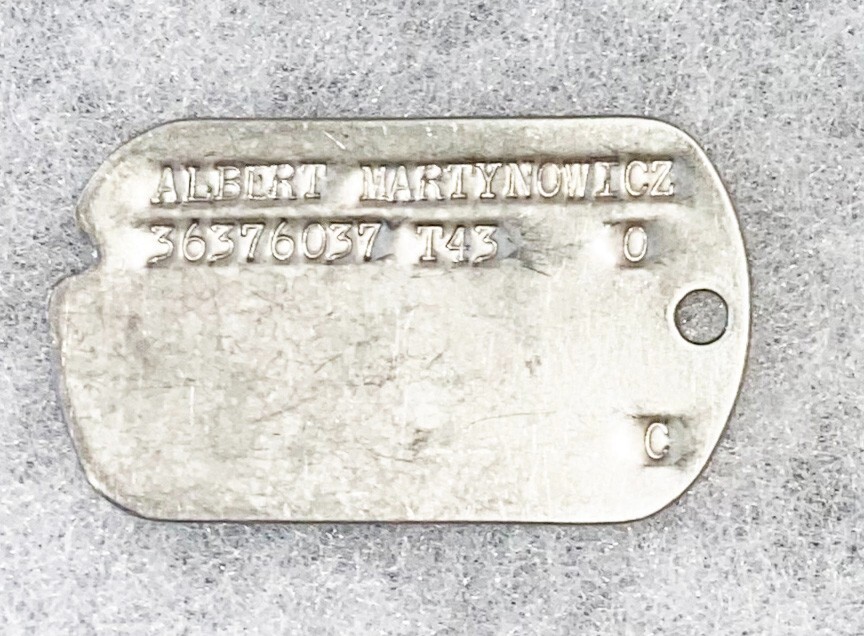 ALBERT MARTYNOWICZ
36376037 T43 O
C